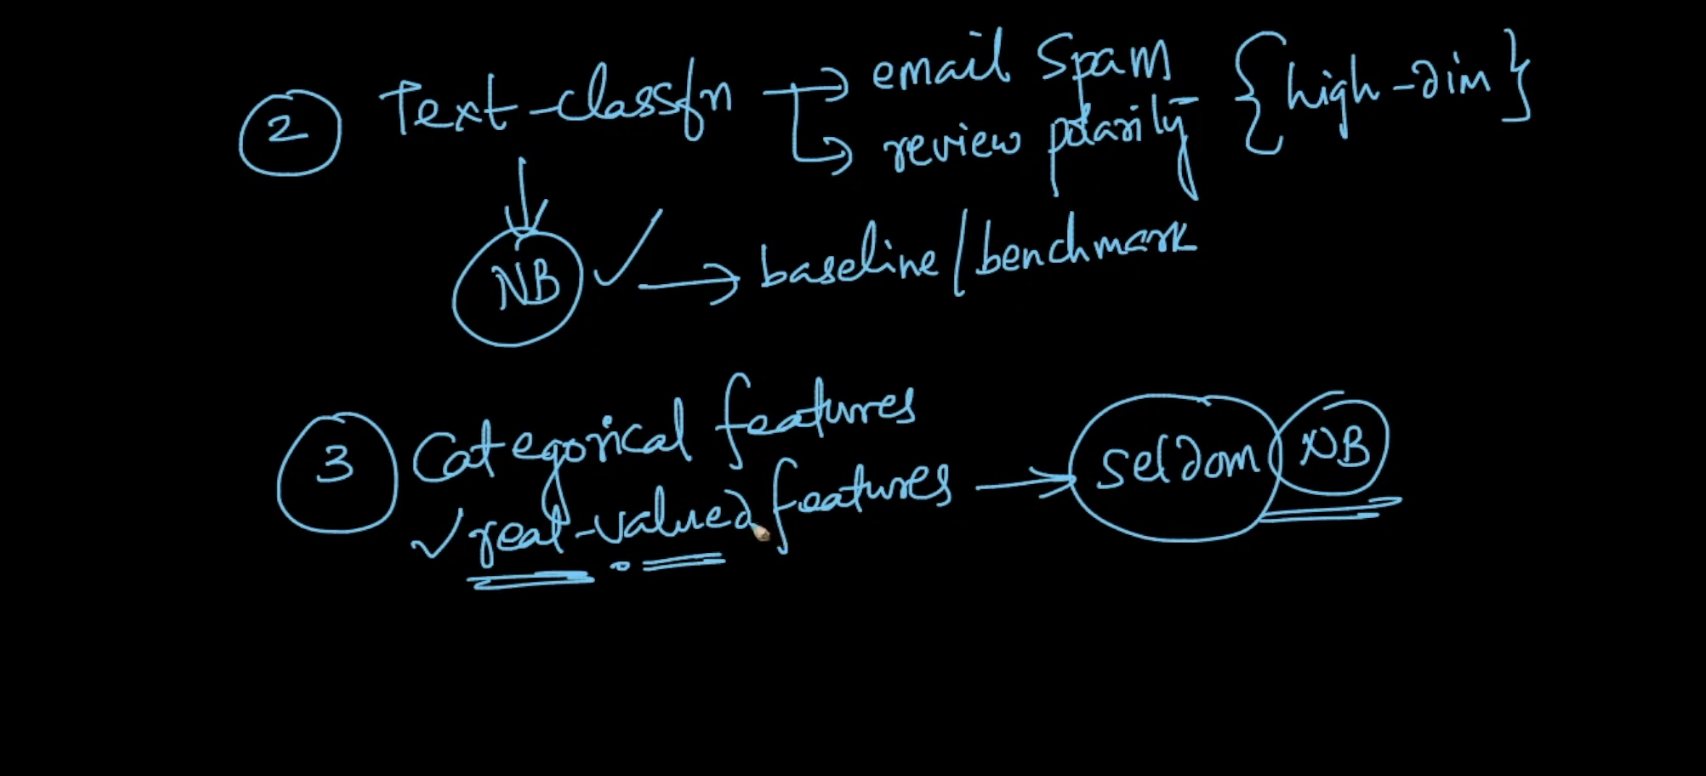 2 Text-classfn → email spam {high-dim}
→ review polarity
NB ✓ → baseline/benchmark
3 Categorical features
✓ real-valued features → seldom NB